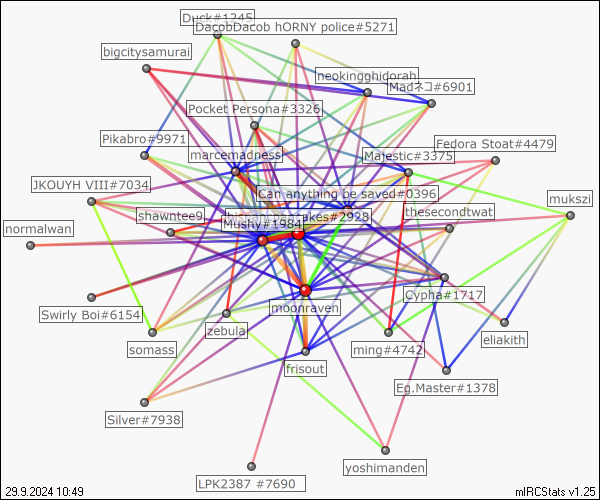 Duck#1245
DacobDacob hORNY police#5271
bigcitysamurai
neokingghidorah
Madネコ#6901
Pocket Persona#3326
Pikabro#9971
Fedora Stoat#4479
marcemadness
Majestic#3375
JKOUYH VIII#7034
Can anything be saved#0396
mukszi
shawntee9
pancakes#2928
thesecondtwat
normalwan
Mushy#1984
Cypha#1717
moonraven
Swirly Boi#6154
zebula
eliakith
somass
ming#4742
frisout
Eg.Master#1378
Silver#7938
yoshimanden
LPK2387 #7690
29.9.2024 10:49
mIRCStats v1.25